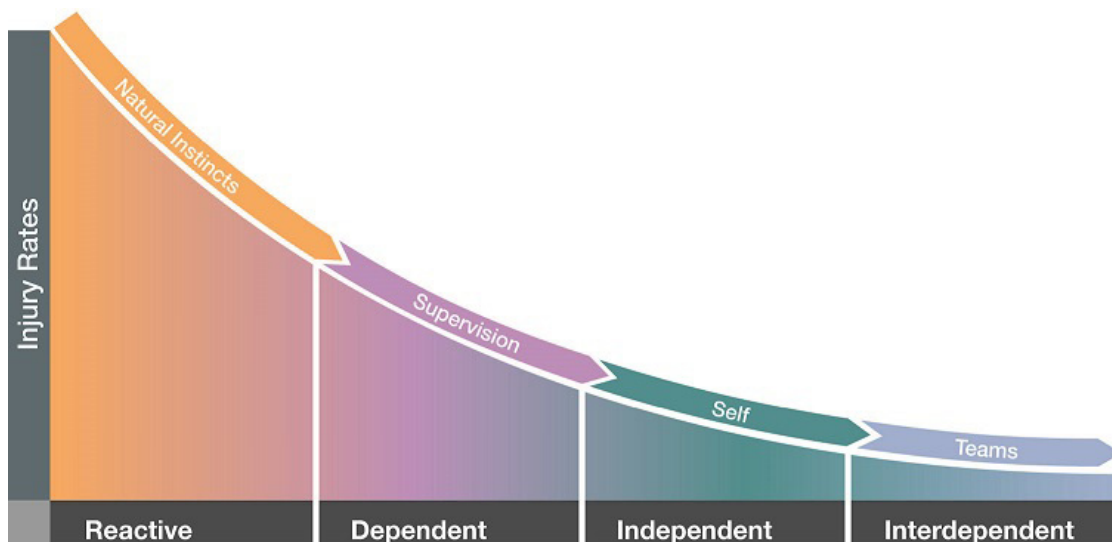 Natural Instincts
Supervision
Self
Teams
Injury Rates
Reactive
Dependent
Independent
Interdependent